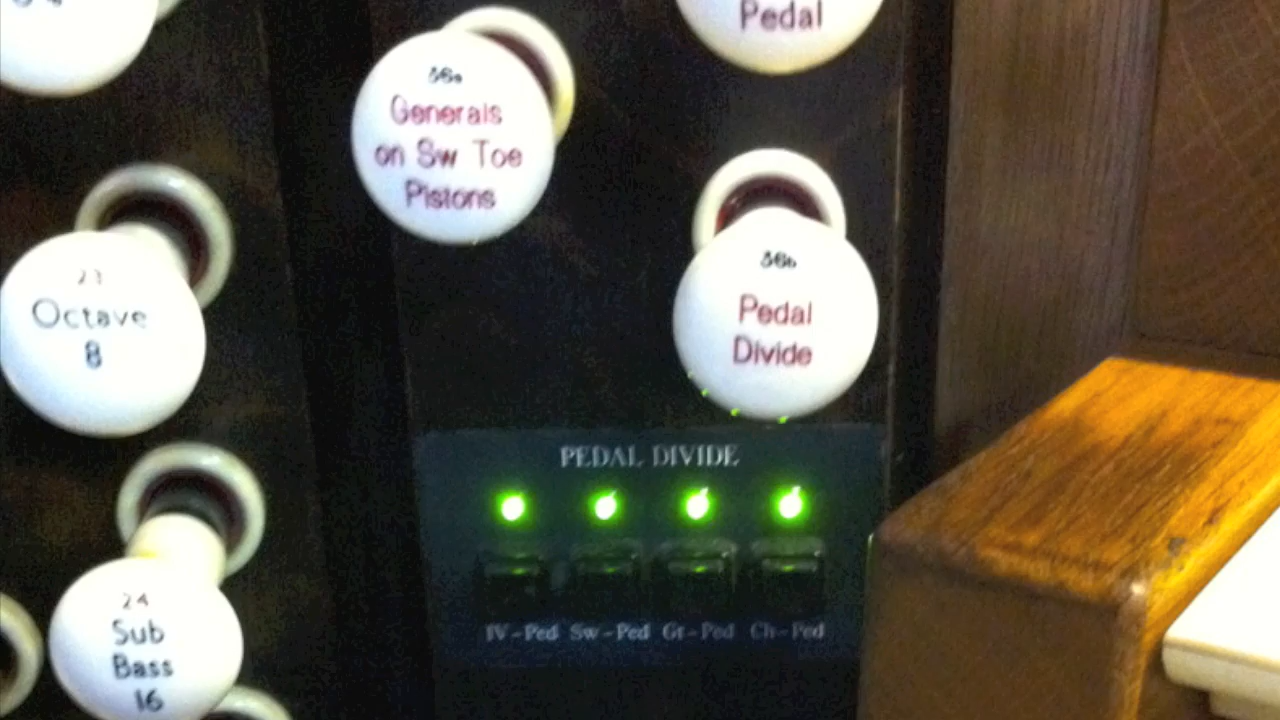 Pedal
56a
Generals
on Sw Toe
Pistons
56b
Pedal
Divide
23
Octave
8
PEDAL DIVIDE
IV-Ped Sw-Ped Gt-Ped Ch-Ped
24
Sub
Bass
16